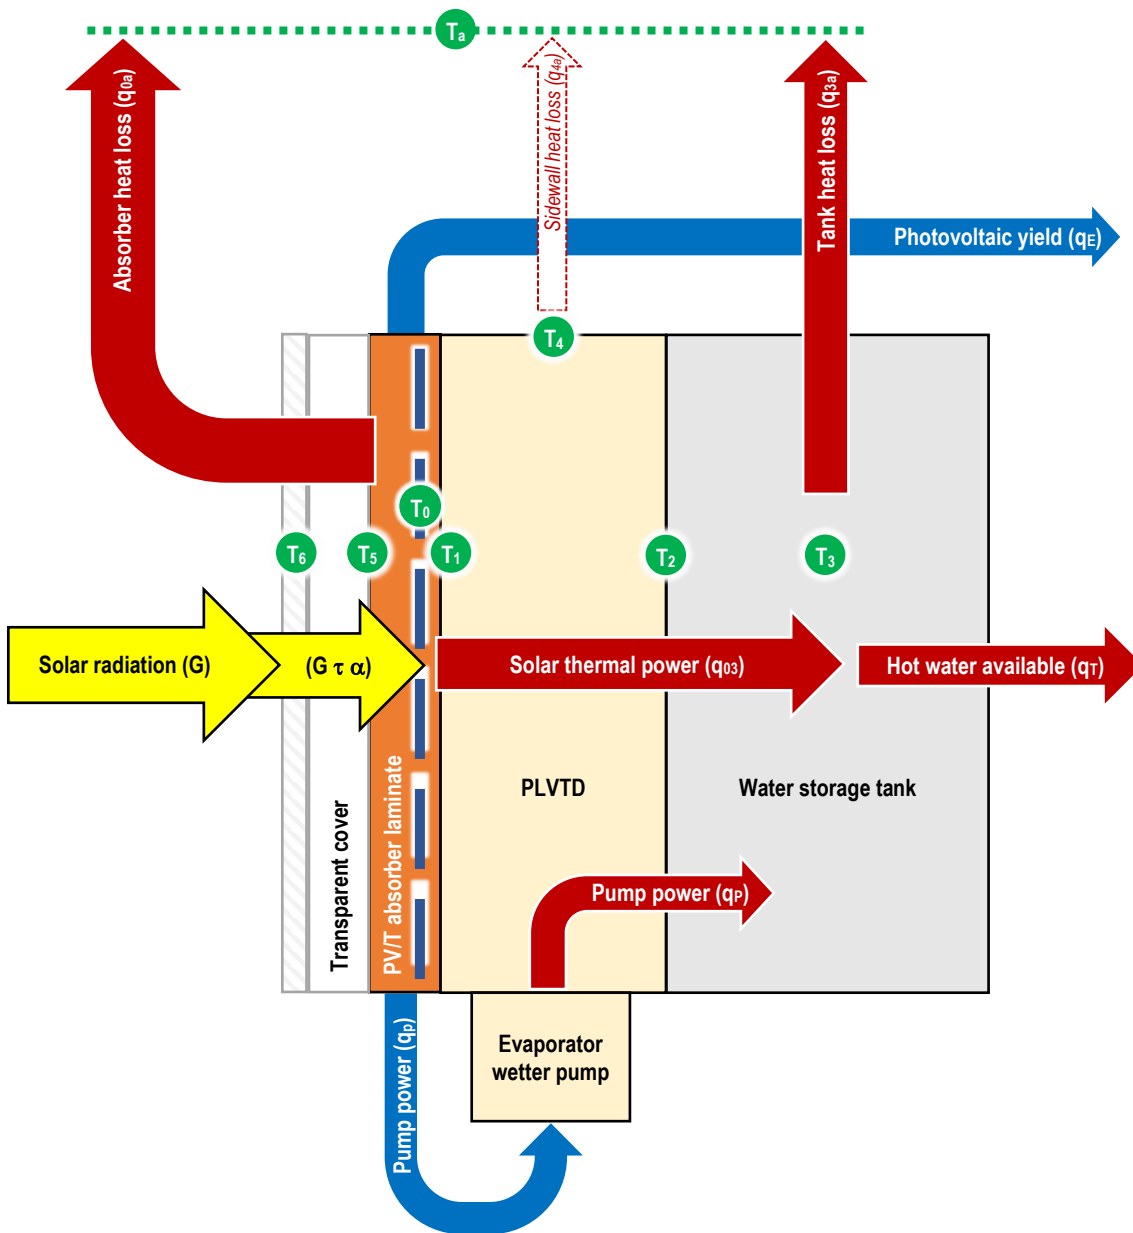 Ta
Absorber heat loss (q0a)
Sidewall heat loss (q4a)
Tank heat loss (q3a)
Photovoltaic yield (qE)
T4
T0
T6
T5
T1
T2
T3
Solar radiation (G)
(G τ α)
Solar thermal power (q03)
Hot water available (qT)
PLVTD
Water storage tank
Transparent cover
PV/T absorber laminate
Pump power (qP)
Evaporator
wetter pump
Pump power (qp)